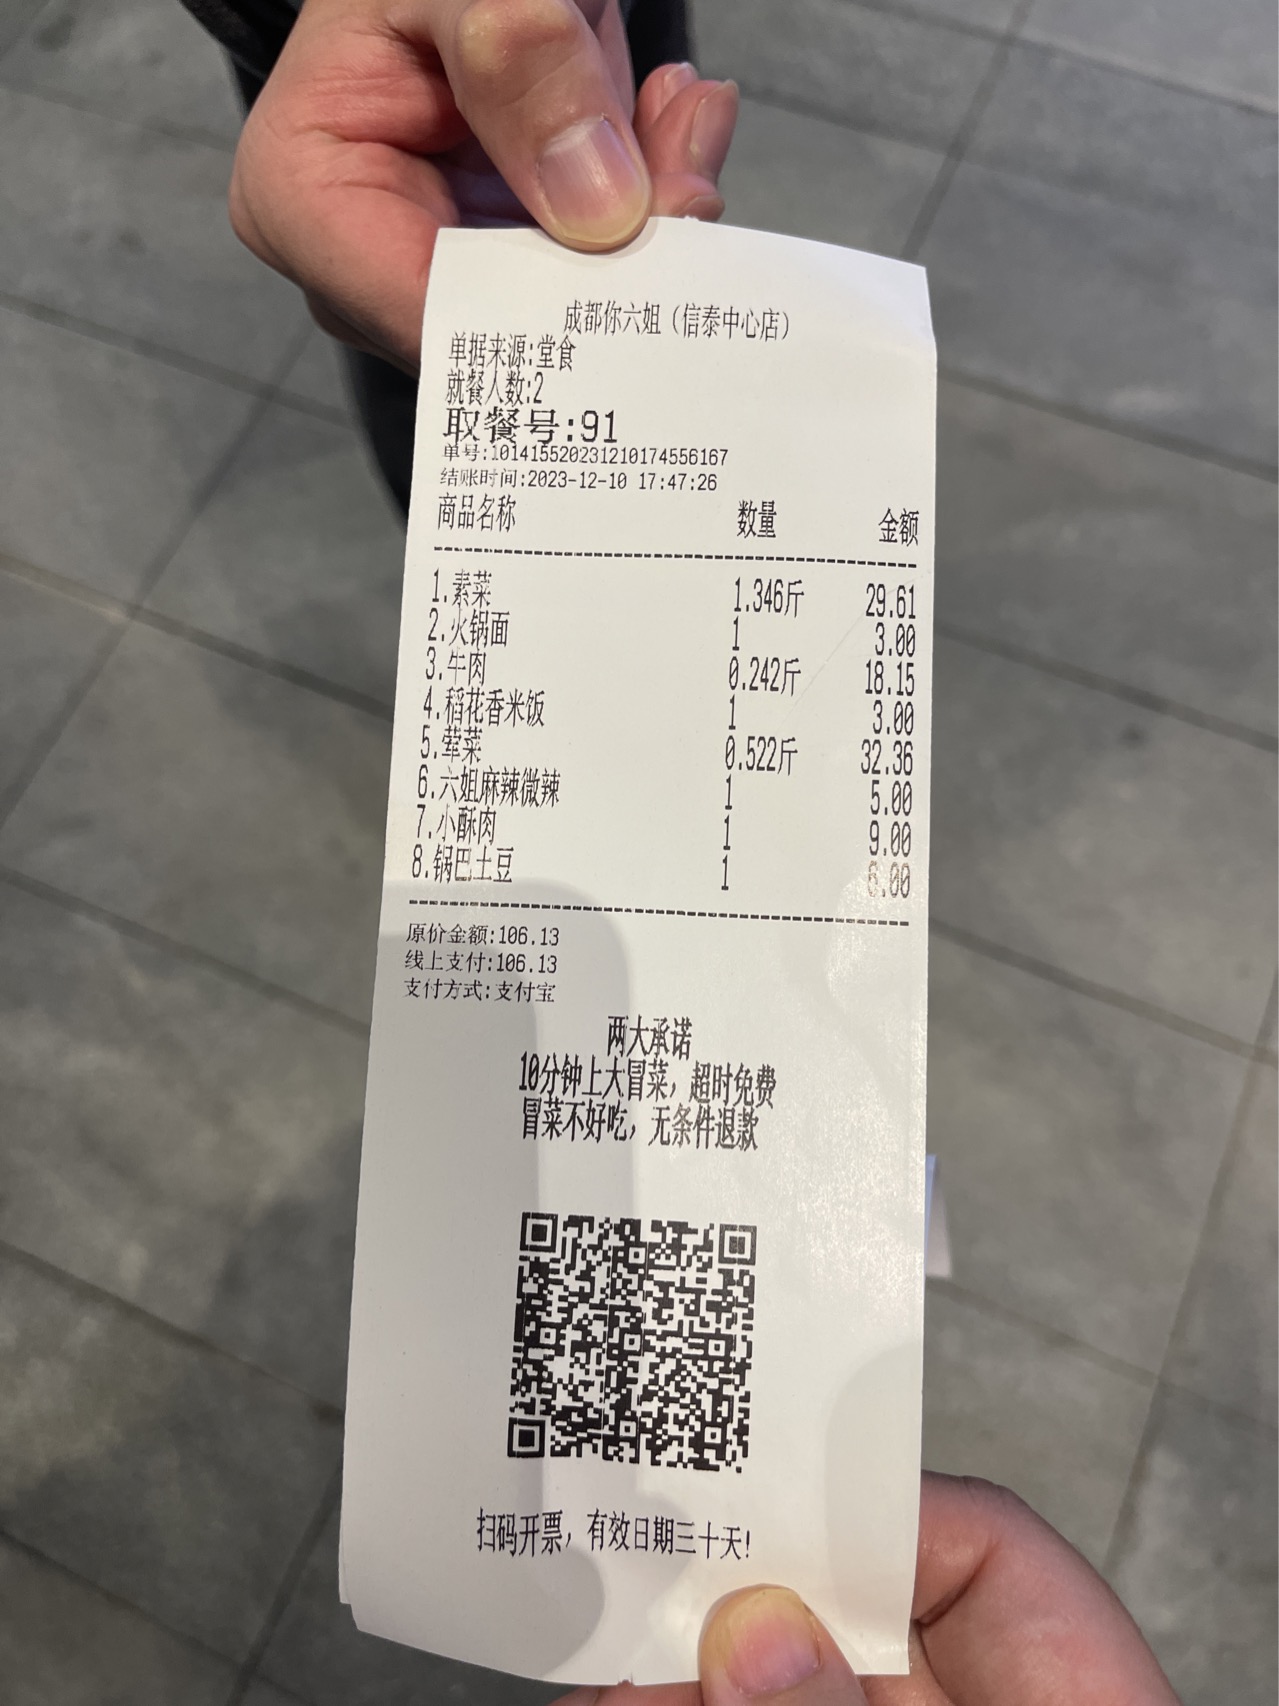 成都你六姐（信泰中心店）
单据来源:堂食
就餐人数:2
取餐号:91
单号:101415520231210174556167
结账时间:2023-12-10 17:47:26
商品名称 数量 金额
1.素菜 1.346斤 29.61
2.火锅面 1 3.00
3.牛肉 0.242斤 18.15
4.稻花香米饭 1 3.00
5.荤菜 0.522斤 32.36
6.六姐麻辣微辣 1 5.00
7.小酥肉 1 9.00
8.锅巴土豆 1 6.00
原价金额:106.13
线上支付:106.13
支付方式:支付宝
两大承诺
10分钟上大冒菜，超时免费
冒菜不好吃，无条件退款
扫码开票，有效日期三十天!